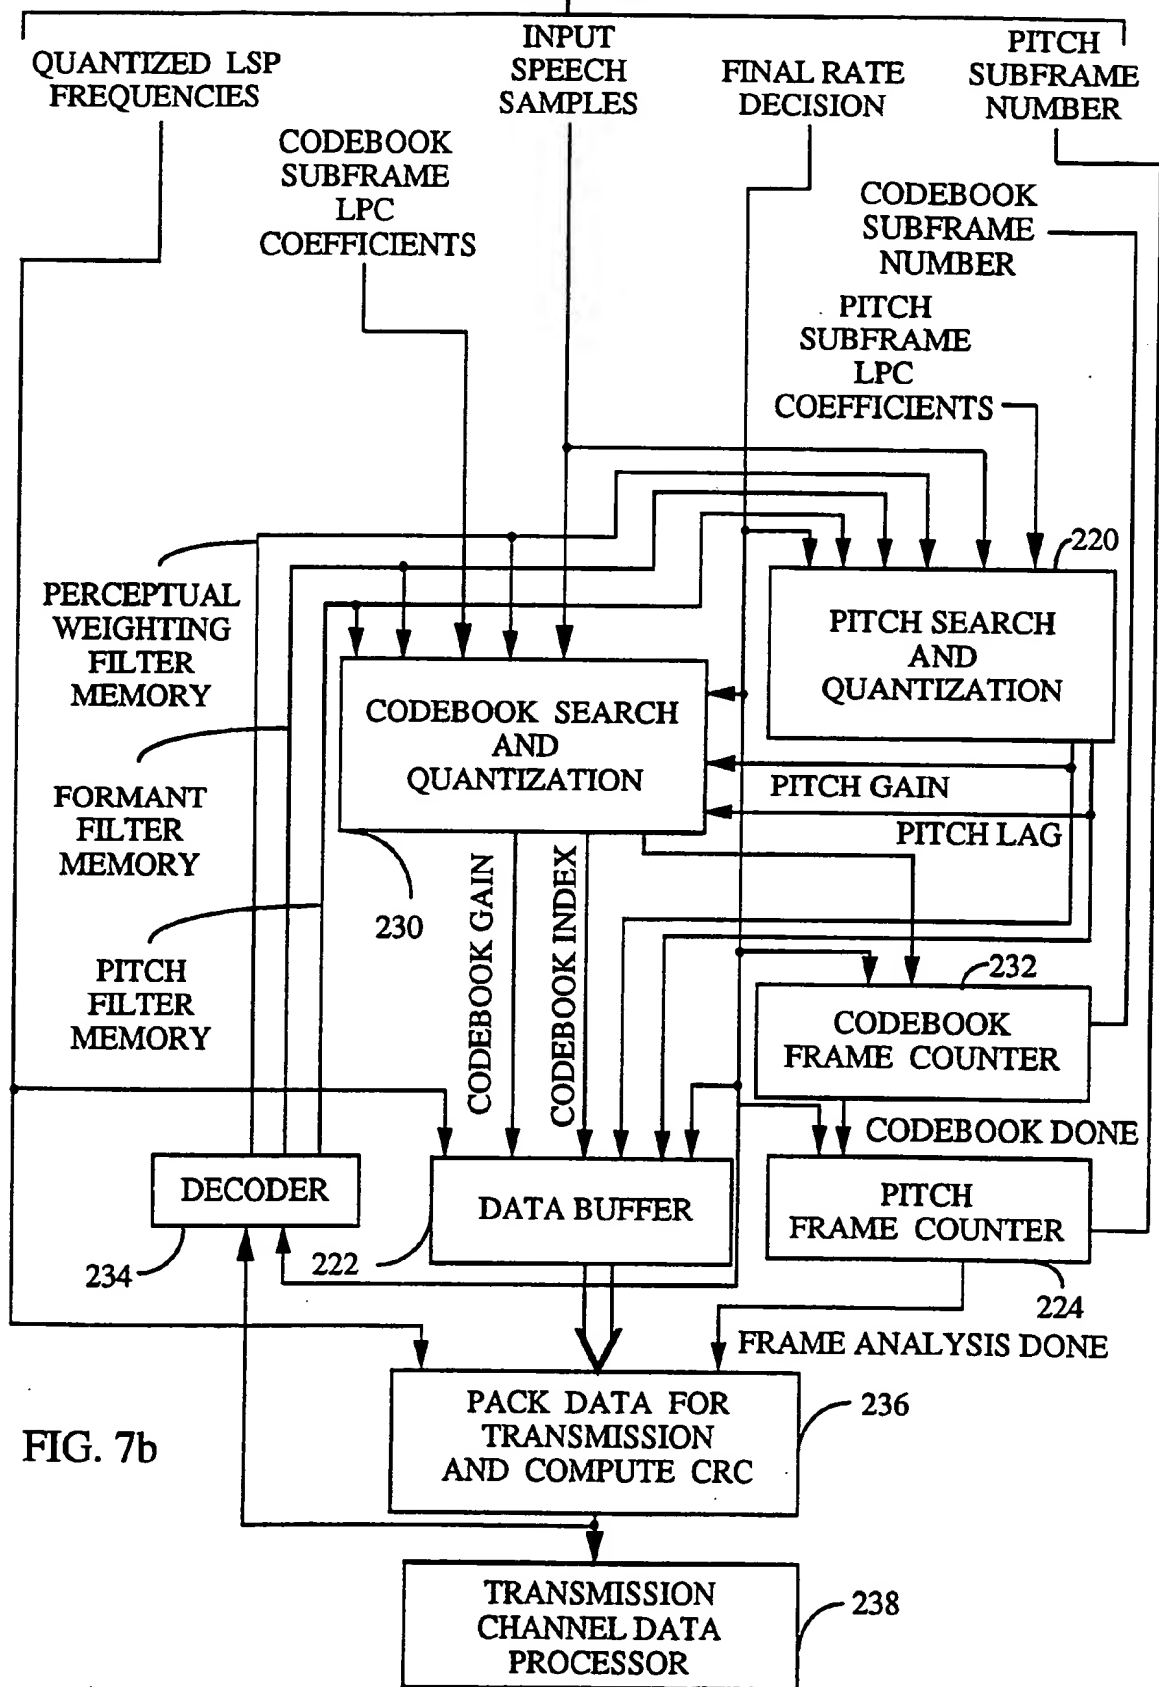 QUANTIZED LSP
FREQUENCIES
INPUT
SPEECH
SAMPLES
FINAL RATE
DECISION
PITCH
SUBFRAME
NUMBER
CODEBOOK
SUBFRAME
LPC
COEFFICIENTS
CODEBOOK
SUBFRAME
NUMBER
PITCH
SUBFRAME
LPC
COEFFICIENTS
220
PERCEPTUAL
WEIGHTING
FILTER
MEMORY
PITCH SEARCH
AND
QUANTIZATION
CODEBOOK SEARCH
AND
QUANTIZATION
PITCH GAIN
FORMANT
FILTER
MEMORY
PITCH LAG
230
CODEBOOK GAIN
CODEBOOK INDEX
PITCH
FILTER
MEMORY
232
CODEBOOK
FRAME COUNTER
CODEBOOK DONE
DECODER
DATA BUFFER
PITCH
FRAME COUNTER
234
222
224
FRAME ANALYSIS DONE
PACK DATA FOR
TRANSMISSION
AND COMPUTE CRC
236
FIG. 7b
TRANSMISSION
CHANNEL DATA
PROCESSOR
238